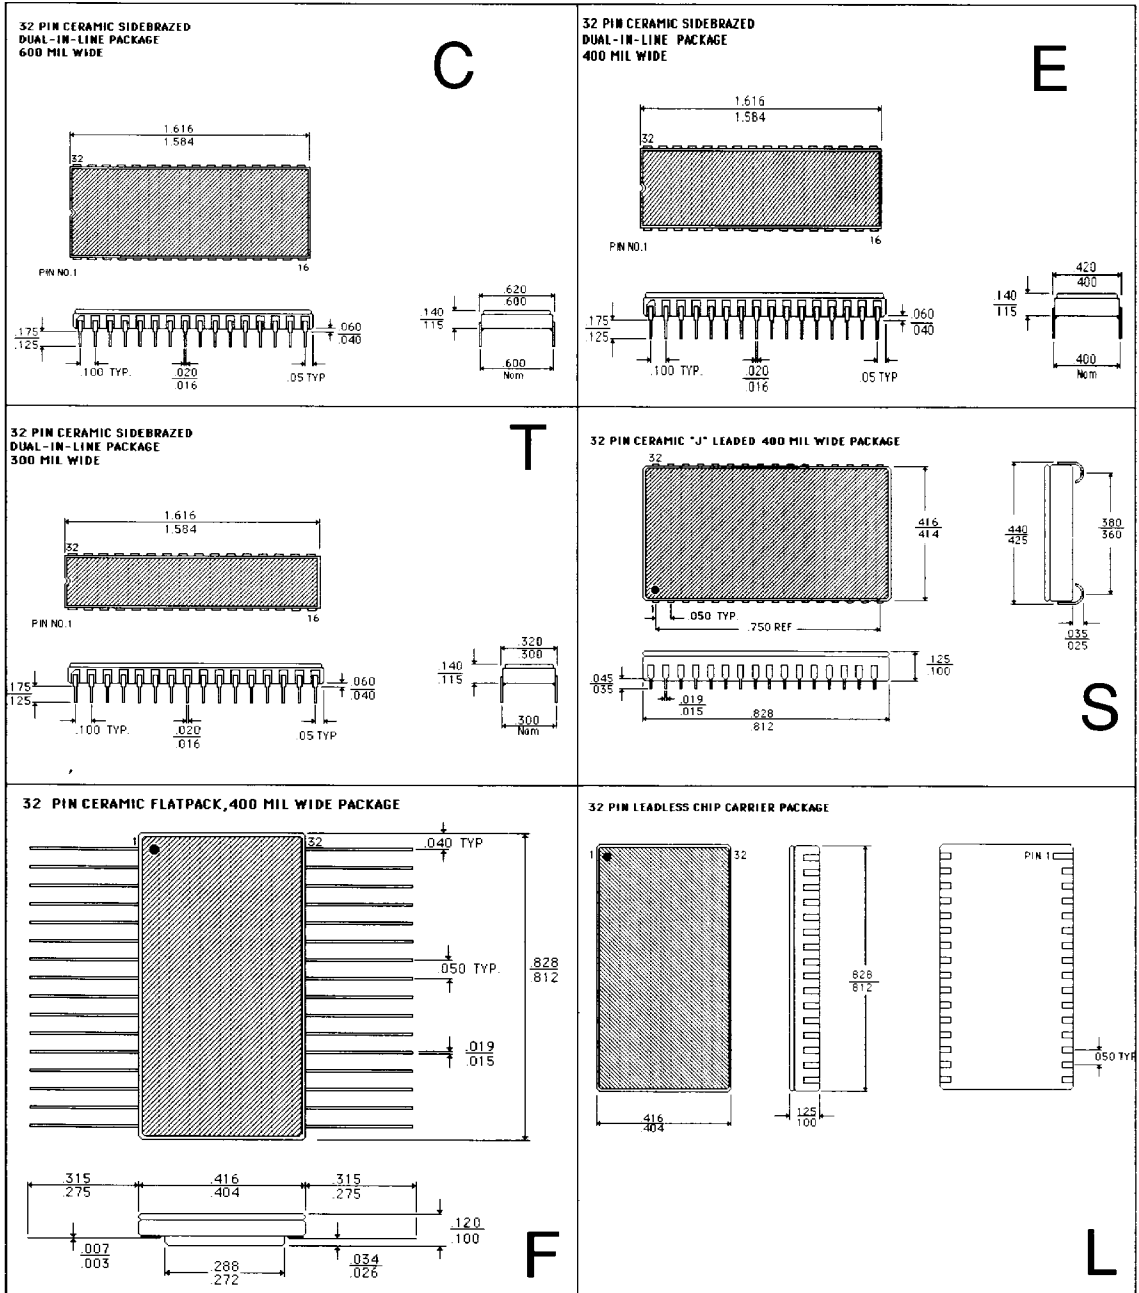 32 PIN CERAMIC SIDEBRAZED
DUAL-IN-LINE PACKAGE
600 MIL WIDE
C
1.616
1.584
32
PIN NO.1
16
.175
.125
.100 TYP.
.020
.016
.060
.040
.05 TYP
.140
.115
.620
.600
.600
Nom
32 PIN CERAMIC SIDEBRAZED
DUAL-IN-LINE PACKAGE
400 MIL WIDE
E
1.616
1.584
32
PIN NO.1
16
.175
.125
.100 TYP.
.020
.016
.060
.040
.05 TYP
140
115
420
400
400
Nom
32 PIN CERAMIC SIDEBRAZED
DUAL-IN-LINE PACKAGE
300 MIL WIDE
T
1.616
1.584
32
PIN NO.1
16
.175
.125
.100 TYP.
.020
.016
.060
.040
.05 TYP
.140
.115
.320
300
300
Nom
32 PIN CERAMIC "J" LEADED 400 MIL WIDE PACKAGE
32
416
414
.440
425
380
360
.050 TYP.
.750 REF
.035
025
.045
.035
.019
.015
.125
.100
.828
.812
S
32 PIN CERAMIC FLATPACK,400 MIL WIDE PACKAGE
1
32
.040 TYP
.050 TYP.
.828
.812
.019
.015
.315
.275
.416
.404
.315
.275
.120
.100
.007
.003
.288
.272
.034
.026
F
32 PIN LEADLESS CHIP CARRIER PACKAGE
1
32
PIN 1
828
812
.050 TYP
416
404
125
100
L